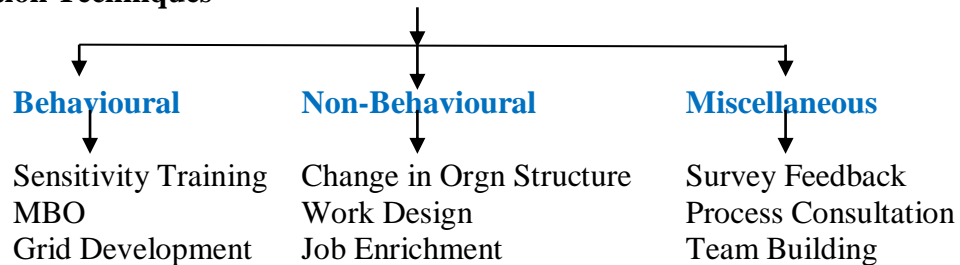 Techniques
Behavioural Non-Behavioural Miscellaneous
Sensitivity Training Change in Orgn Structure Survey Feedback
MBO Work Design Process Consultation
Grid Development Job Enrichment Team Building